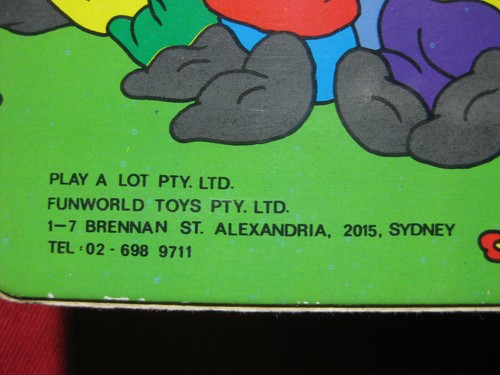 PLAY A LOT PTY. LTD.
FUNWORLD TOYS PTY. LTD.
1-7 BRENNAN ST. ALEXANDRIA, 2015, SYDNEY
TEL : 02 - 698 9711